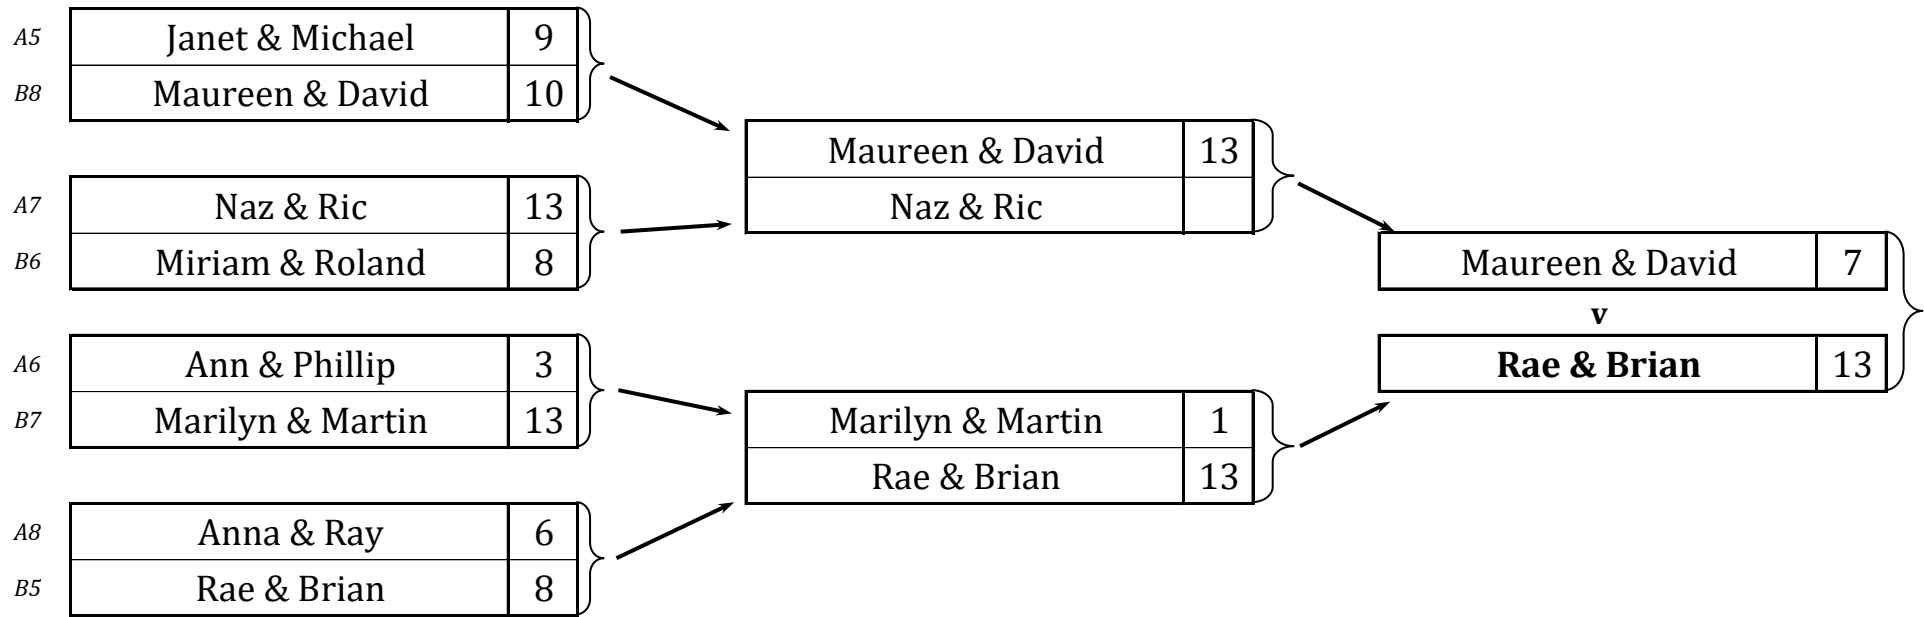 A5 Janet & Michael 9
B8 Maureen & David 10
A7 Naz & Ric 13
B6 Miriam & Roland 8
A6 Ann & Phillip 3
B7 Marilyn & Martin 13
A8 Anna & Ray 6
B5 Rae & Brian 8
Maureen & David 13
Naz & Ric
Marilyn & Martin 1
Rae & Brian 13
Maureen & David 7
v
Rae & Brian 13